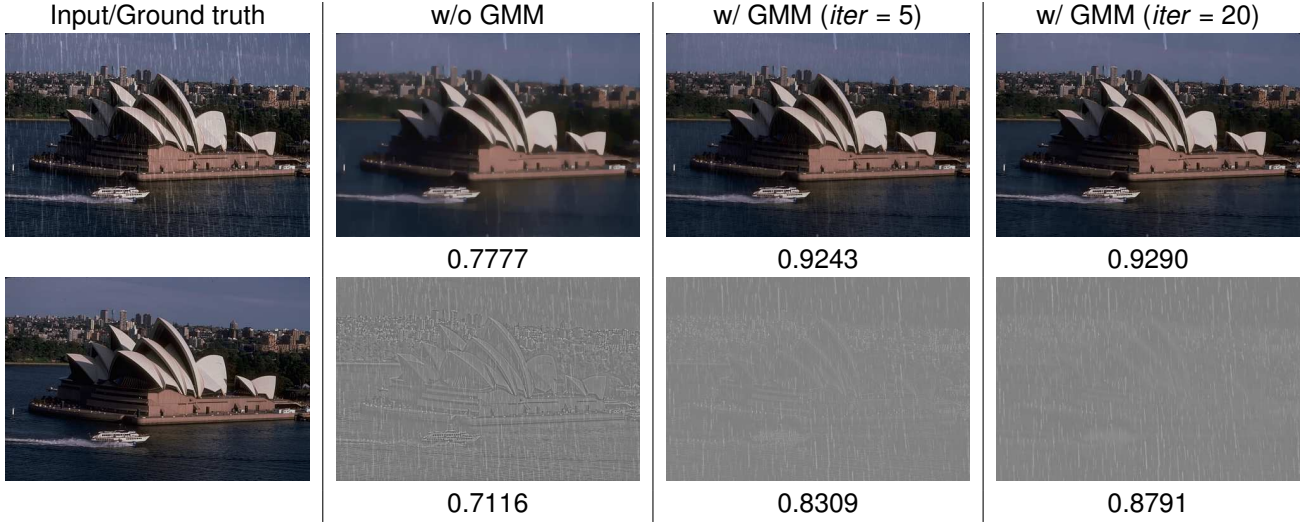 Input/Ground truth w/o GMM w/ GMM (iter = 5) w/ GMM (iter = 20)
0.7777 0.9243 0.9290
0.7116 0.8309 0.8791